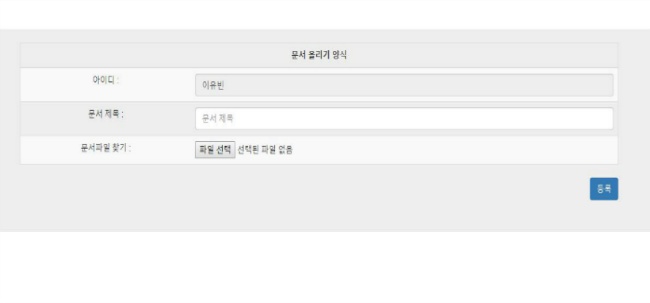 문서 올리기 양식
아이디 :
이유빈
문서 제목 :
문서 제목
문서파일 찾기 :
파일 선택 선택된 파일 없음
등록